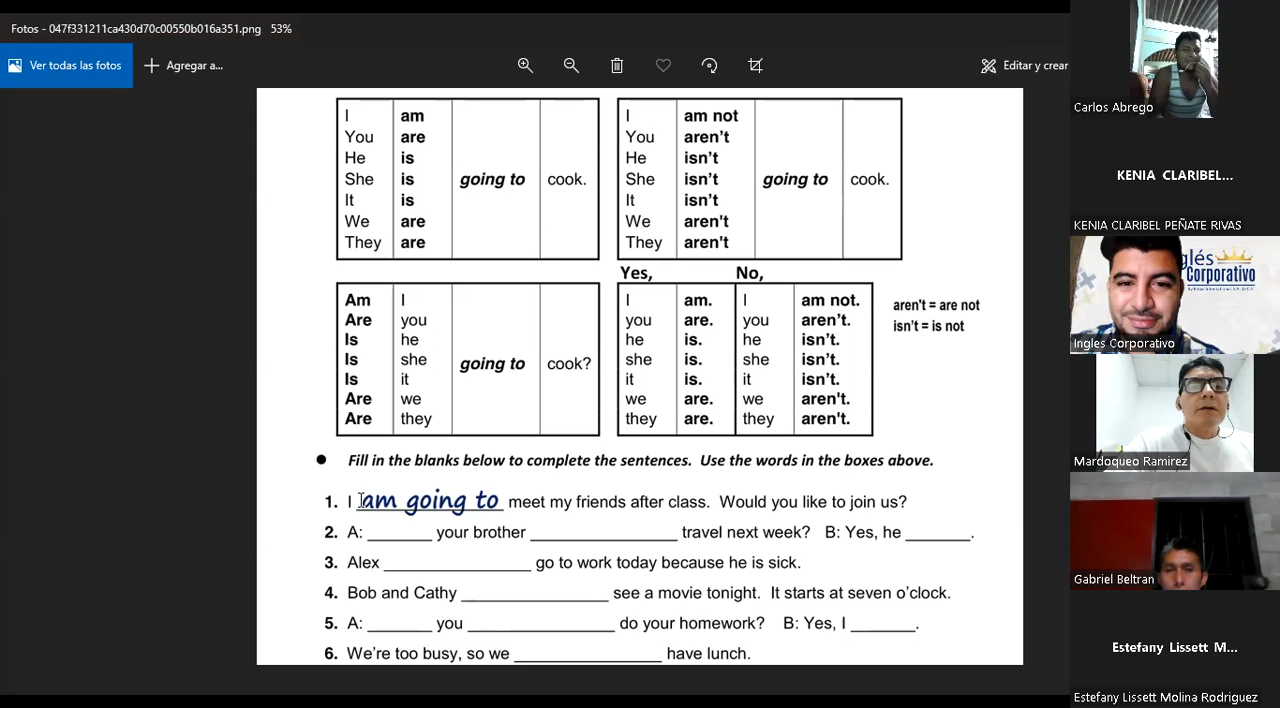 Fotos - 047f331211ca430d70c00550b016a351.png 53%
Ver todas las fotos
Agregar a...
Editar y crear
I am
You are
He is
She is
It is
We are
They are
going to
cook.
I am not
You aren't
He isn't
She isn't
It isn't
We aren't
They aren't
going to
cook.
Am I
Are you
Is he
Is she
Is it
Are we
Are they
going to
cook?
Yes, No,
I am. I am not.
you are. you aren't.
he is. he isn't.
she is. she isn't.
it is. it isn't.
we are. we aren't.
they are. they aren't.
aren't = are not
isn't = is not
● Fill in the blanks below to complete the sentences. Use the words in the boxes above.
1. I am going to meet my friends after class. Would you like to join us?
2. A: _______ your brother ________________ travel next week? B: Yes, he _______.
3. Alex ________________ go to work today because he is sick.
4. Bob and Cathy ________________ see a movie tonight. It starts at seven o'clock.
5. A: _______ you ________________ do your homework? B: Yes, I _______.
6. We're too busy, so we ________________ have lunch.
Carlos Abrego
KENIA CLARIBEL...
KENIA CLARIBEL PEÑATE RIVAS
glés
Corporativo
Ingles Corporativo
Mardoqueo Ramirez
Gabriel Beltran
Estefany Lissett M...
Estefany Lissett Molina Rodriguez